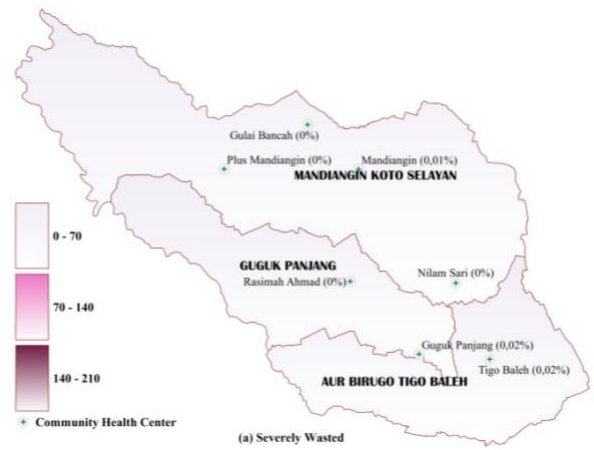 Gulai Bancah (0%)
Plus Mandiangin (0%)
Mandiangin (0,01%)
MANDIANGIN KOTO SELAYAN
0 - 70
GUGUK PANJANG
Rasimah Ahmad (0%)
Nilam Sari (0%)
70 - 140
Guguk Panjang (0,02%)
Tigo Baleh (0,02%)
140 - 210
AUR BIRUGO TIGO BALEH
Community Health Center
(a) Severely Wasted